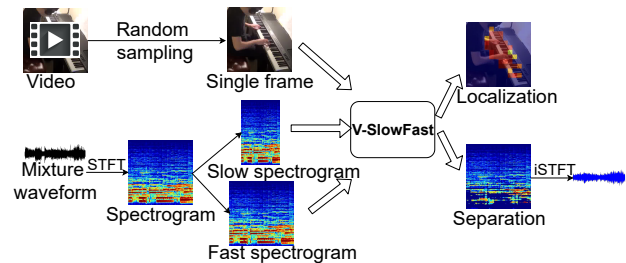 Random
sampling
Video
Single frame
Localization
V-SlowFast
Mixture
waveform
STFT
Spectrogram
Slow spectrogram
Fast spectrogram
Separation
iSTFT